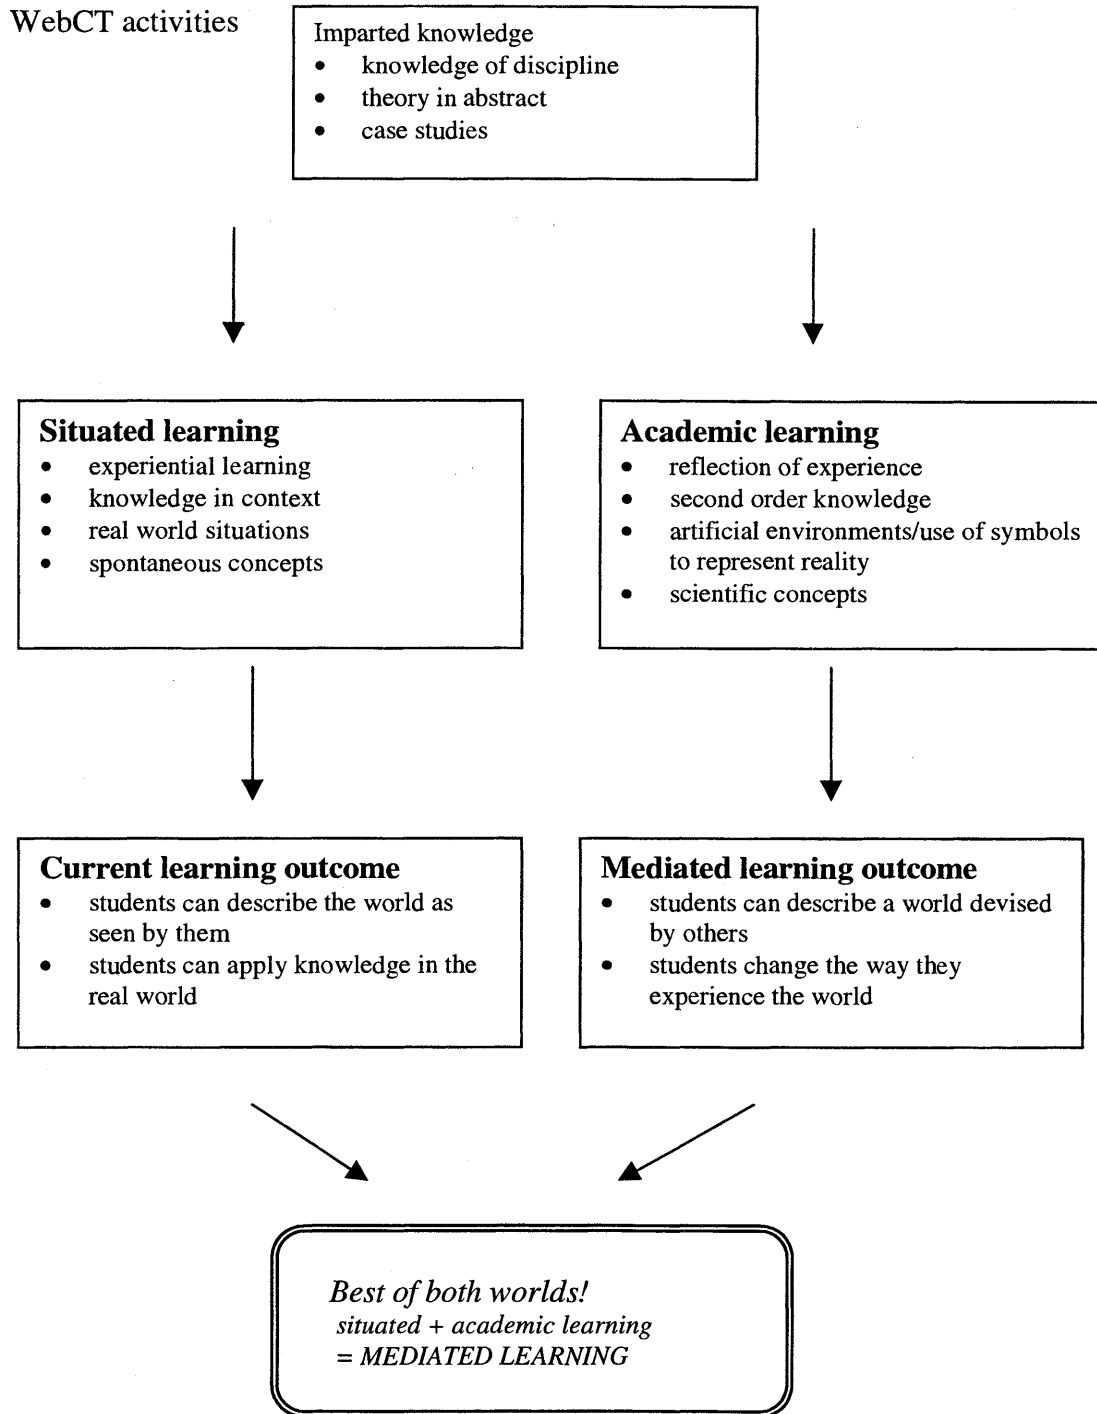 WebCT activities
Imparted knowledge
• knowledge of discipline
• theory in abstract
• case studies
Situated learning
• experiential learning
• knowledge in context
• real world situations
• spontaneous concepts
Academic learning
• reflection of experience
• second order knowledge
• artificial environments/use of symbols
to represent reality
• scientific concepts
Current learning outcome
• students can describe the world as
seen by them
• students can apply knowledge in the
real world
Mediated learning outcome
• students can describe a world devised
by others
• students change the way they
experience the world
Best of both worlds!
situated + academic learning
= MEDIATED LEARNING